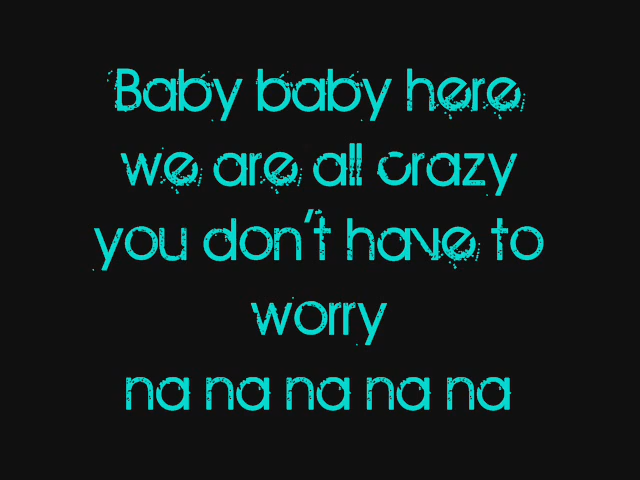 Baby baby here
we are all crazy
you don't have to
worry
na na na na na